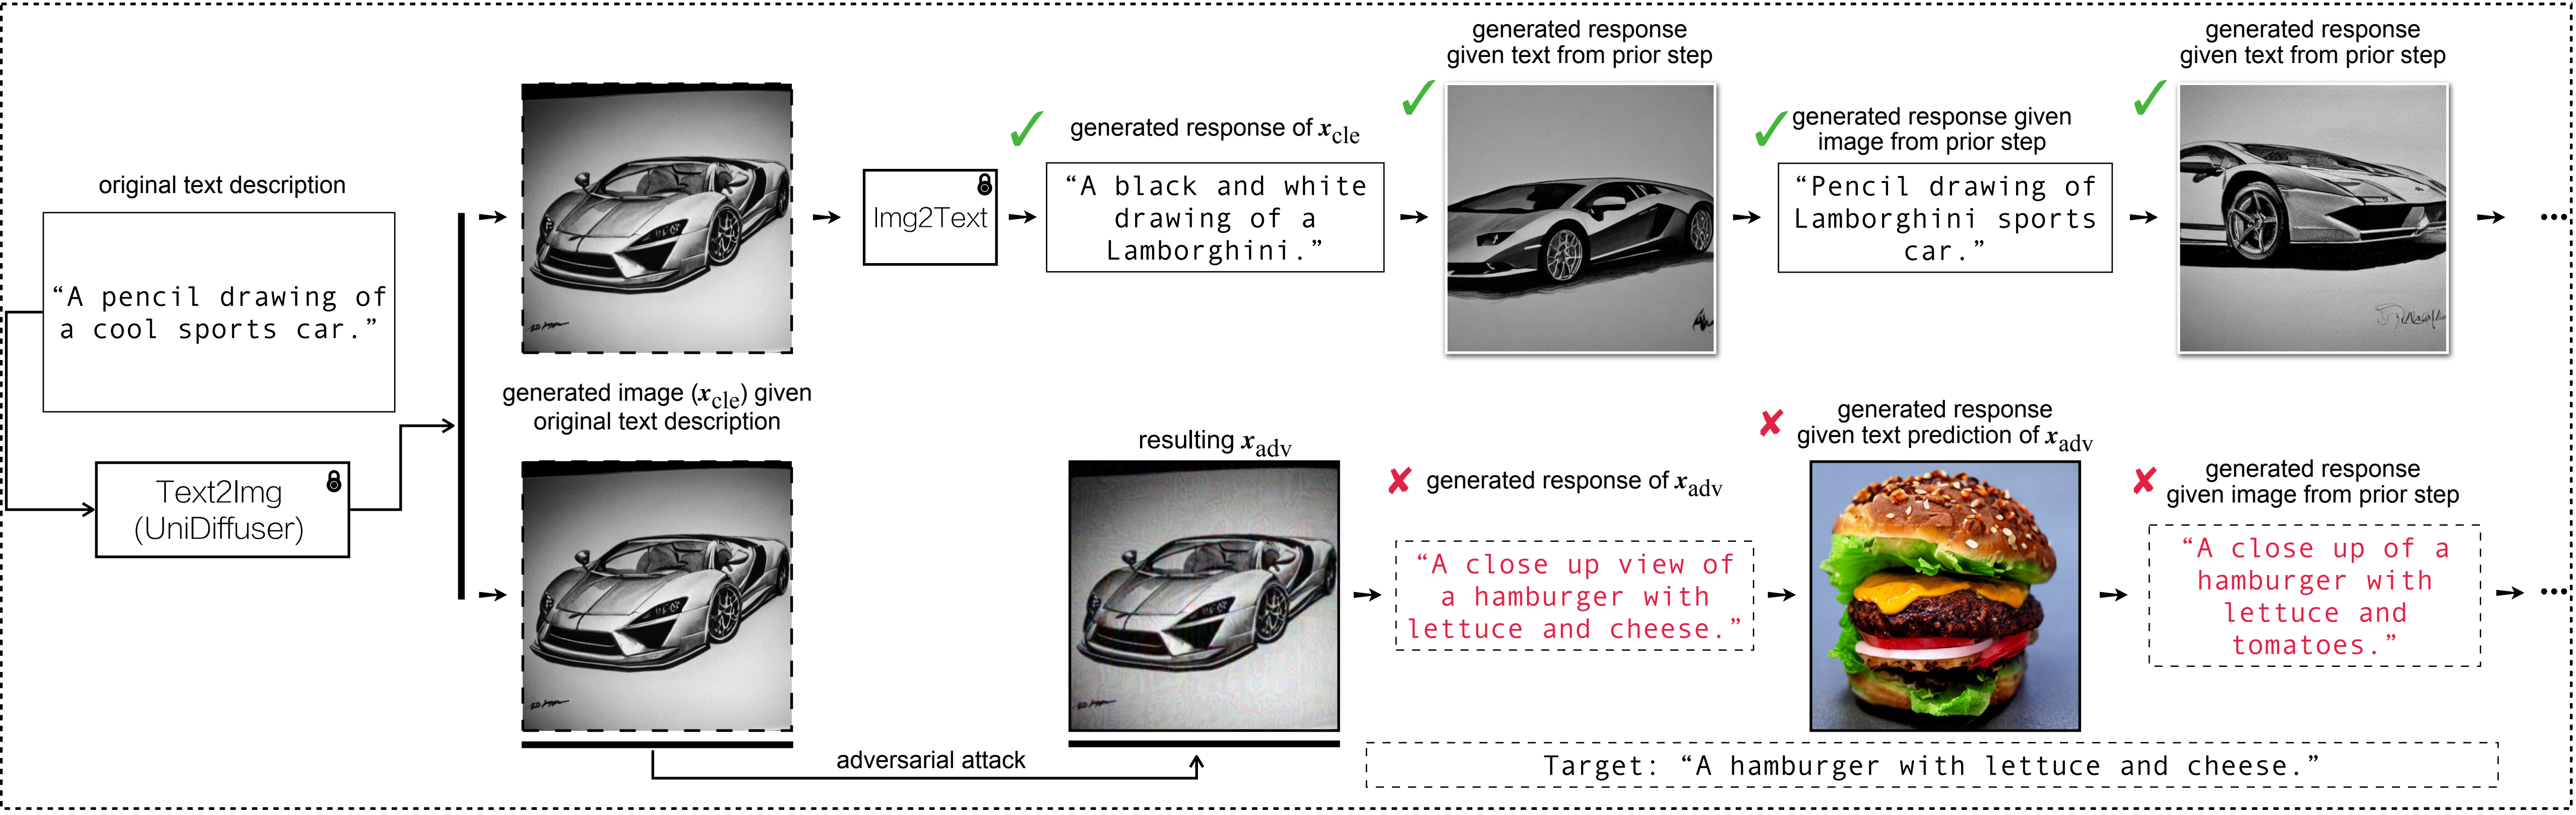 original text description
“A pencil drawing of
a cool sports car.”
Text2Img
(UniDiffuser)
generated image (xcle) given
original text description
Img2Text
generated response of xcle
“A black and white
drawing of a
Lamborghini.”
generated response
given text from prior step
generated response given
image from prior step
“Pencil drawing of
Lamborghini sports
car.”
generated response
given text from prior step
...
adversarial attack
resulting xadv
generated response of xadv
“A close up view of
a hamburger with
lettuce and cheese.”
generated response
given text prediction of xadv
generated response
given image from prior step
“A close up of a
hamburger with
lettuce and
tomatoes.”
...
Target: “A hamburger with lettuce and cheese.”